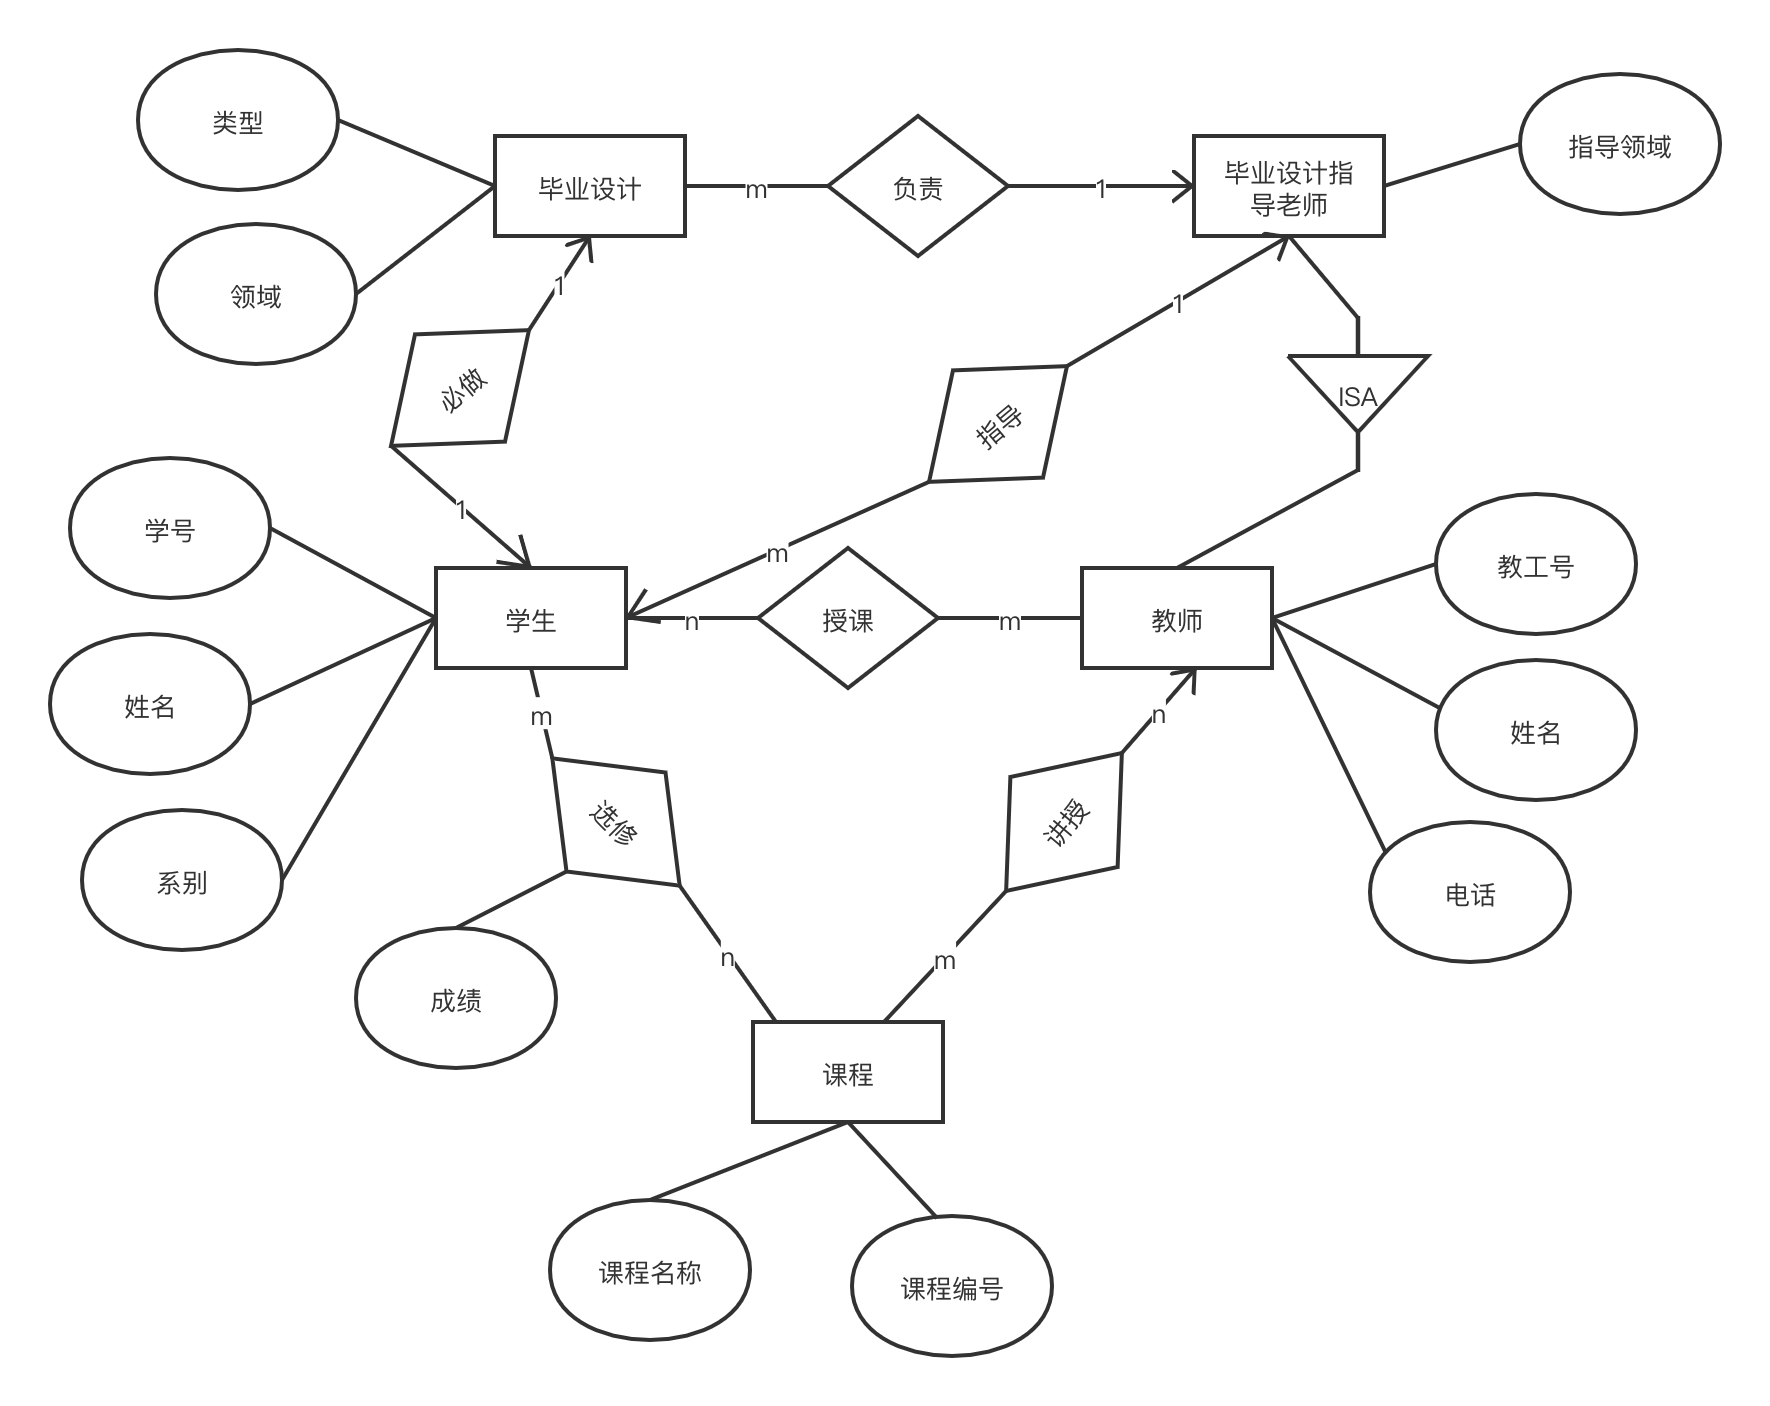 类型
指导领域
毕业设计
m
负责
1
毕业设计指
导老师
领域
1
1
必做
ISA
指导
1
学号
m
教工号
学生
n
授课
m
教师
姓名
m
n
姓名
选修
讲授
系别
电话
n
m
成绩
课程
课程名称
课程编号